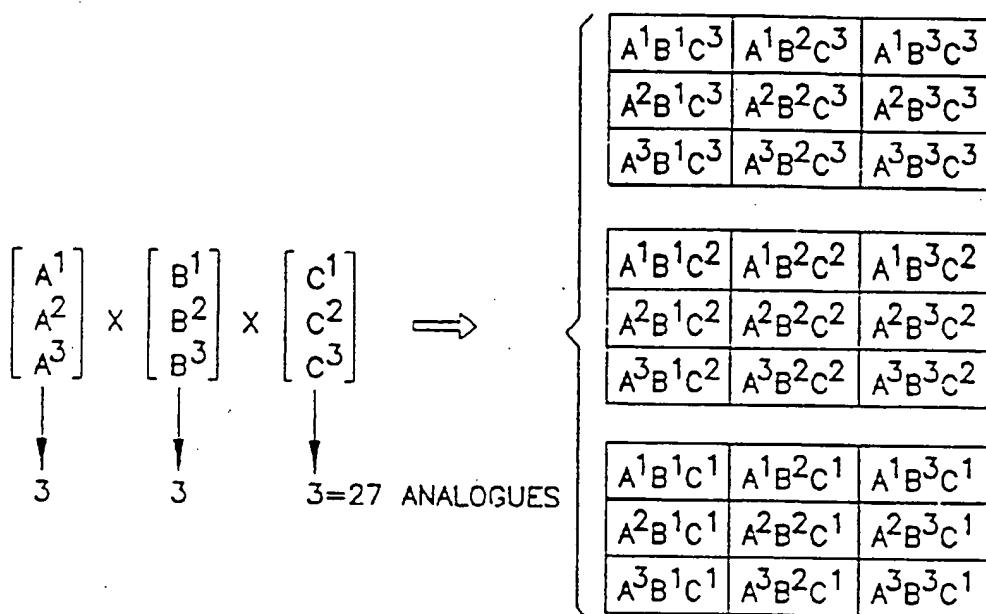 A¹ B¹ C¹
A² X B² X C²
A³ B³ C³
3 3 3=27 ANALOGUES
A¹B¹C³ A¹B²C³ A¹B³C³
A²B¹C³ A²B²C³ A²B³C³
A³B¹C³ A³B²C³ A³B³C³
A¹B¹C² A¹B²C² A¹B³C²
A²B¹C² A²B²C² A²B³C²
A³B¹C² A³B²C² A³B³C²
A¹B¹C¹ A¹B²C¹ A¹B³C¹
A²B¹C¹ A²B²C¹ A²B³C¹
A³B¹C¹ A³B²C¹ A³B³C¹